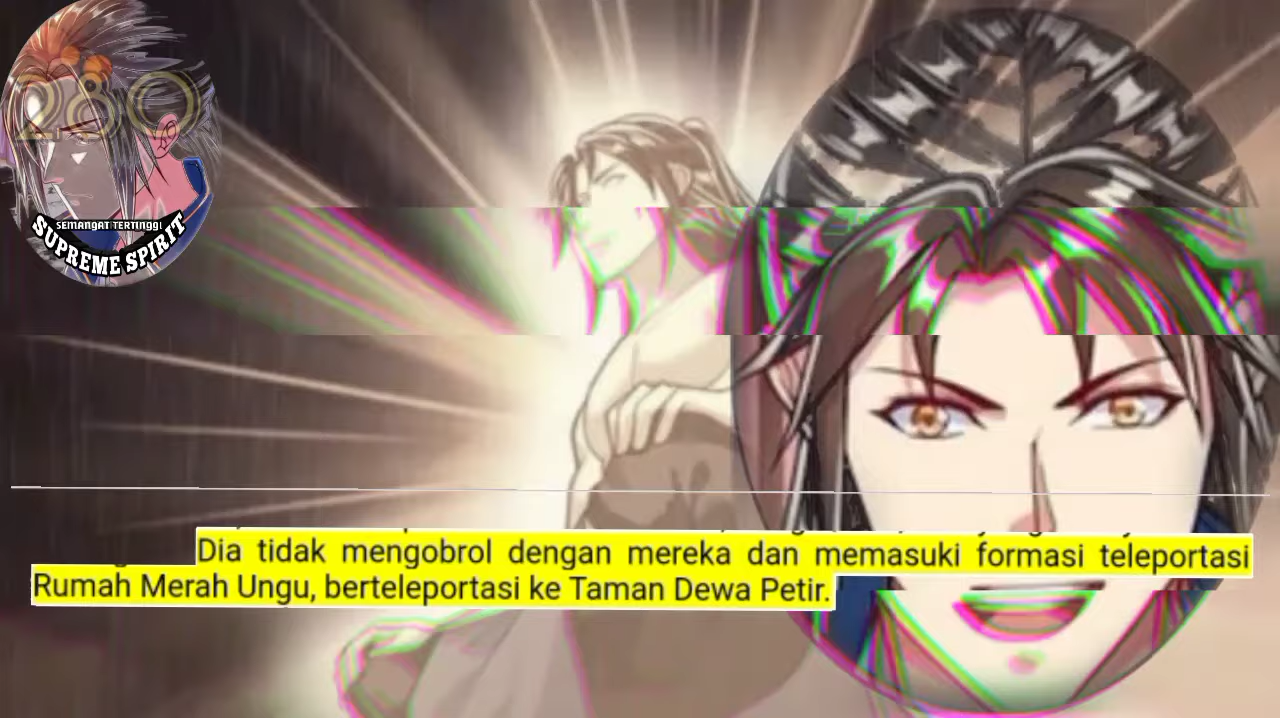 280
SEMANGAT TERTINGGI
SUPREME SPIRIT
Dia tidak mengobrol dengan mereka dan memasuki formasi teleportasi
Rumah Merah Ungu, berteleportasi ke Taman Dewa Petir.